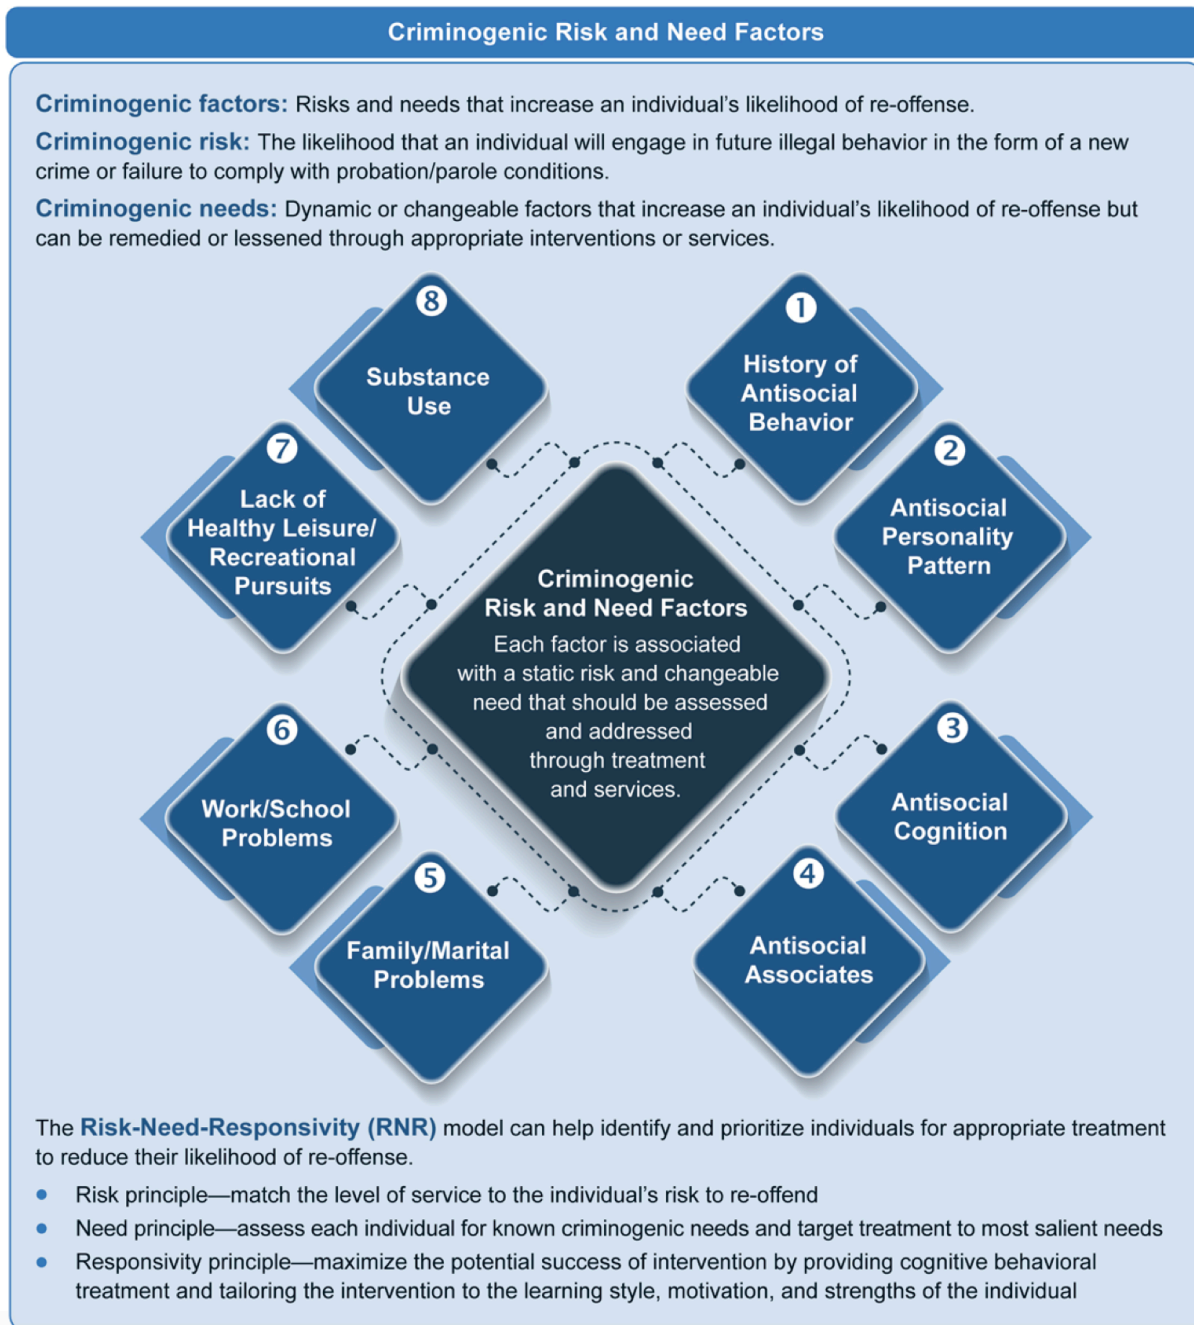 Criminogenic Risk and Need Factors
Criminogenic factors: Risks and needs that increase an individual’s likelihood of re-offense.
Criminogenic risk: The likelihood that an individual will engage in future illegal behavior in the form of a new
crime or failure to comply with probation/parole conditions.
Criminogenic needs: Dynamic or changeable factors that increase an individual’s likelihood of re-offense but
can be remedied or lessened through appropriate interventions or services.
1
History of
Antisocial
Behavior
2
Antisocial
Personality
Pattern
3
Antisocial
Cognition
4
Antisocial
Associates
5
Family/Marital
Problems
6
Work/School
Problems
7
Lack of
Healthy Leisure/
Recreational
Pursuits
8
Substance
Use
Criminogenic
Risk and Need Factors
Each factor is associated
with a static risk and changeable
need that should be assessed
and addressed
through treatment
and services.
The Risk-Need-Responsivity (RNR) model can help identify and prioritize individuals for appropriate treatment
to reduce their likelihood of re-offense.
● Risk principle—match the level of service to the individual’s risk to re-offend
● Need principle—assess each individual for known criminogenic needs and target treatment to most salient needs
● Responsivity principle—maximize the potential success of intervention by providing cognitive behavioral
treatment and tailoring the intervention to the learning style, motivation, and strengths of the individual